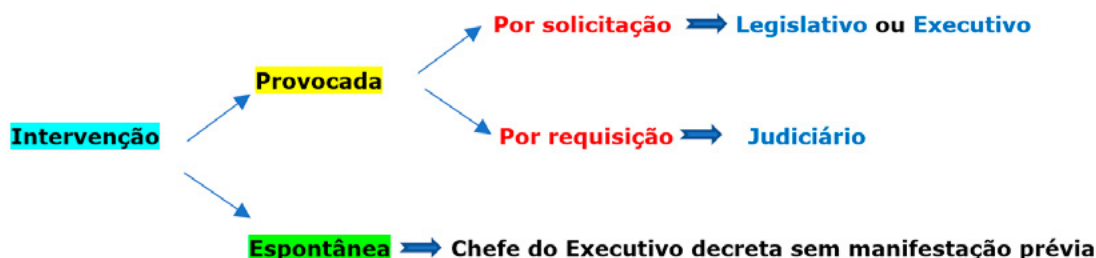 Por solicitação Legislativo ou Executivo
Provocada
Intervenção
Por requisição Judiciário
Espontânea Chefe do Executivo decreta sem manifestação prévia